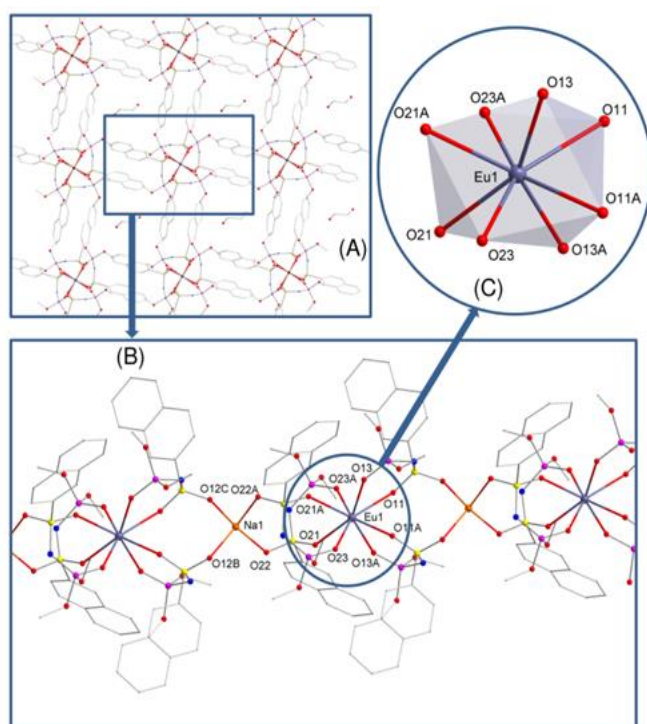 O13
O23A
O11
O21A
Eu1
O11A
O21
O23
O13A
(A)
(C)
(B)
O13
O12C
O22A
O23A
O11
O21A
Eu1
Na1
O21
O11A
O12B
O22
O23
O13A